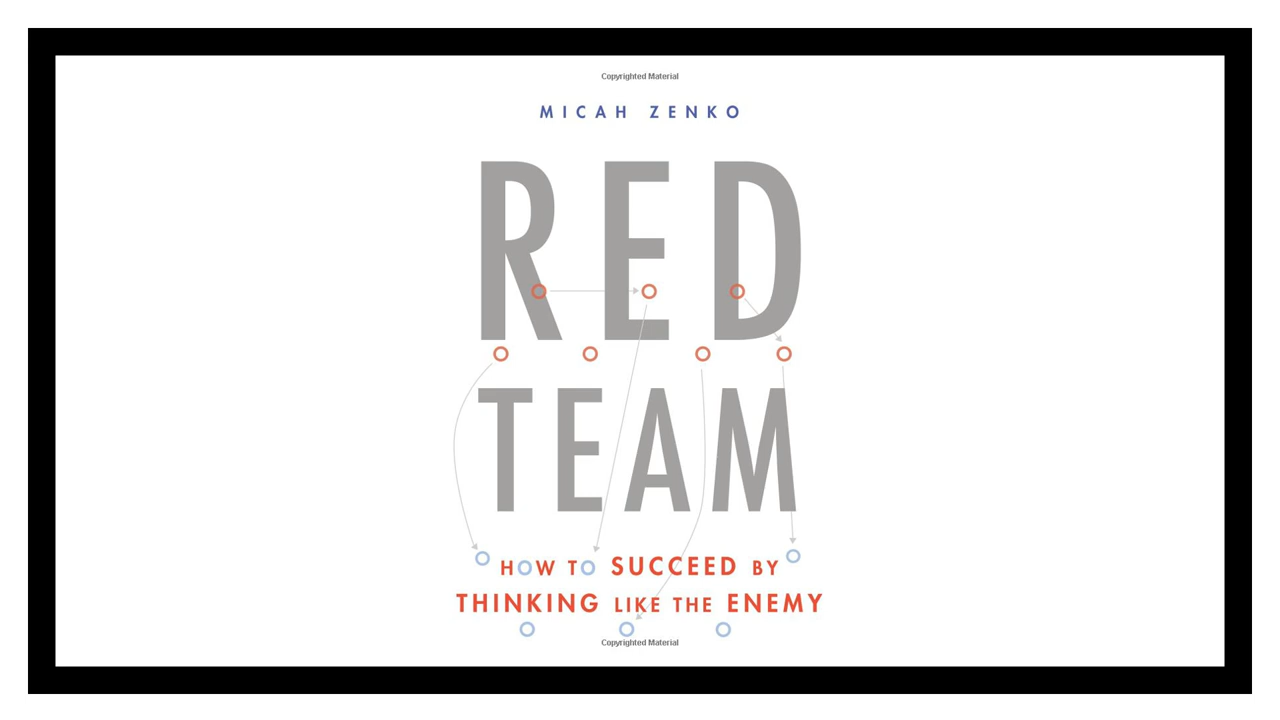 Copyrighted Material
MICAH ZENKO
RED
TEAM
HOW TO SUCCEED BY
THINKING LIKE THE ENEMY
Copyrighted Material